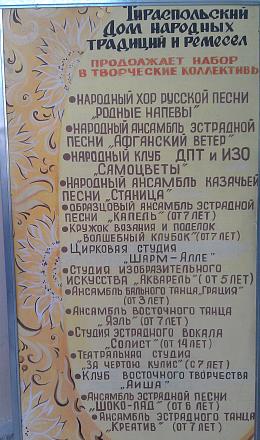 Тираспольский
Дом народных
традиций и ремесел
ПРОДОЛЖАЕТ НАБОР
В ТВОРЧЕСКИЕ КОЛЛЕКТИВЫ
•НАРОДНЫЙ ХОР РУССКОЙ ПЕСНИ
„РОДНЫЕ НАПЕВЫ"
•НАРОДНЫЙ АНСАМБЛЬ ЭСТРАДНОЙ
ПЕСНИ „АФГАНСКИЙ ВЕТЕР"
•НАРОДНЫЙ КЛУБ ДПТ и ИЗО
„САМОЦВЕТЫ"
•НАРОДНЫЙ АНСАМБЛЬ КАЗАЧЬЕЙ
ПЕСНИ "СТАНИЦА"
•ОБРАЗЦОВЫЙ АНСАМБЛЬ ЭСТРАДНОЙ
ПЕСНИ „КАПЕЛЬ" (ОТ 7 ЛЕТ)
•КРУЖОК ВЯЗАНИЯ И ПОДЕЛОК
„ВОЛШЕБНЫЙ КЛУБОК"(ОТ 7 ЛЕТ)
•ЦИРКОВАЯ СТУДИЯ
„ШАРМ-АЛЛЕ"
•СТУДИЯ ИЗОБРАЗИТЕЛЬНОГО
ИСКУССТВА „АКВАРЕЛЬ" (ОТ 5 ЛЕТ)
•АНСАМБЛЬ БАЛЬНОГО ТАНЦА „ГРАЦИЯ"
(ОТ 3 ЛЕТ)
•АНСАМБЛЬ ВОСТОЧНОГО ТАНЦА
„ЯЭЛЬ" (ОТ 7 ЛЕТ)
•СТУДИЯ ЭСТРАДНОГО ВОКАЛА
„СОЛИСТ" (ОТ 14 ЛЕТ)
•ТЕАТРАЛЬНАЯ СТУДИЯ
„ЗА ЧЕРТОЮ КУЛИС" (С 7 ЛЕТ)
•КЛУБ ВОСТОЧНОГО ТВОРЧЕСТВА
„АИША"
•АНСАМБЛЬ ЭСТРАДНОЙ ПЕСНИ
„ШОКО-ЛАД" (ОТ 6 ЛЕТ)
•АНСАМБЛЬ ЭСТРАДНОГО ТАНЦА
„КРЕАТИВ" (ОТ 7 ЛЕТ)